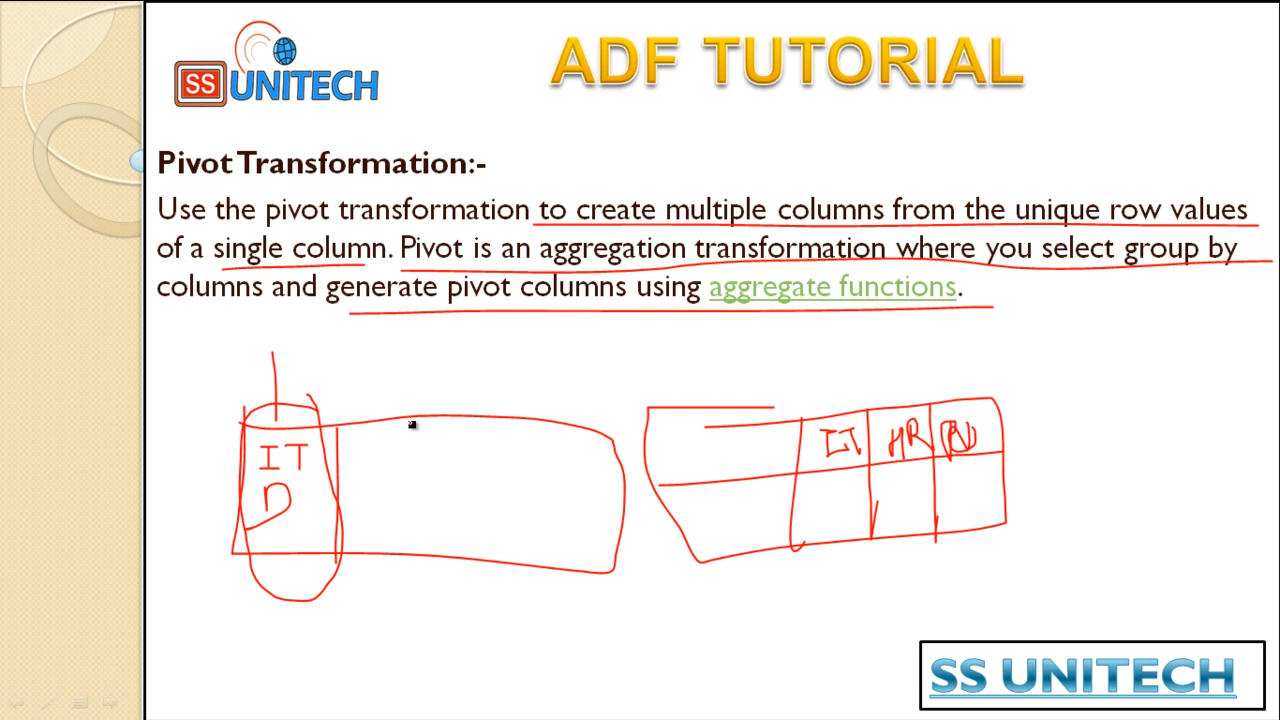 SS UNITECH
ADF TUTORIAL
Pivot Transformation:-
Use the pivot transformation to create multiple columns from the unique row values
of a single column. Pivot is an aggregation transformation where you select group by
columns and generate pivot columns using aggregate functions.
IT
D
IT HR
SS UNITECH